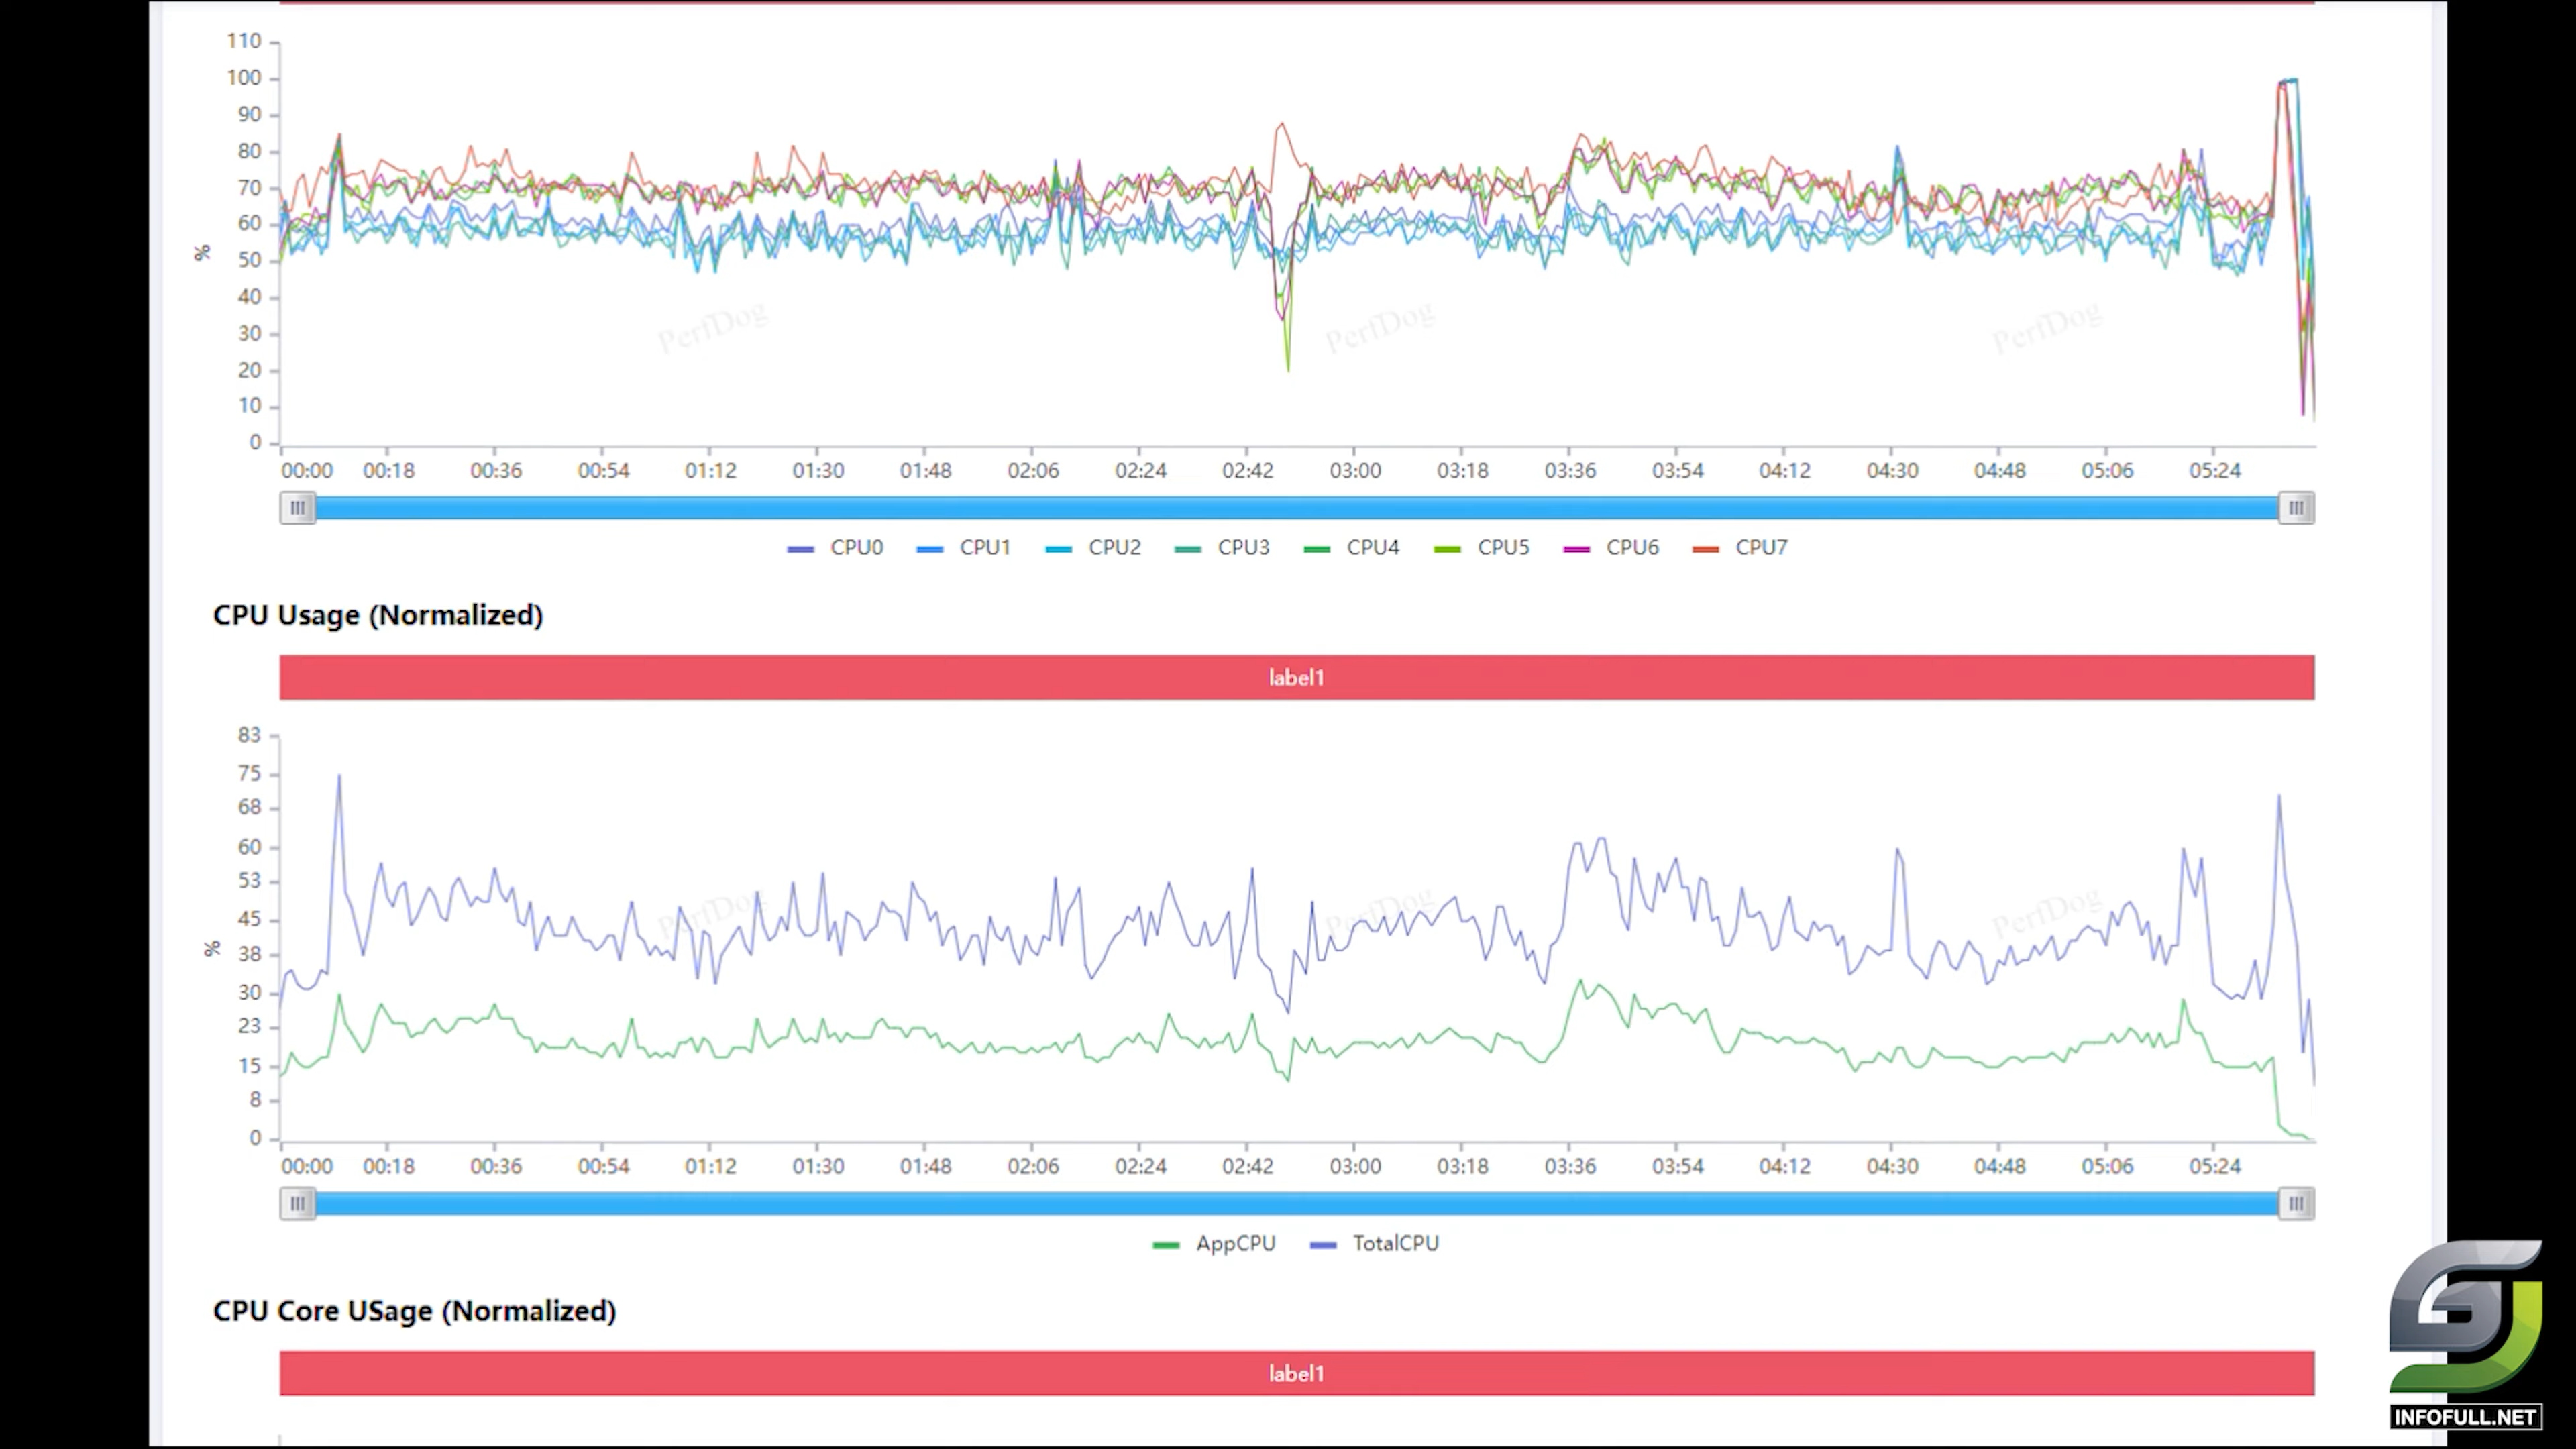 110
100
90
80
70
60
50
40
30
20
10
0
%
PerfDog PerfDog PerfDog
00:00 00:18 00:36 00:54 01:12 01:30 01:48 02:06 02:24 02:42 03:00 03:18 03:36 03:54 04:12 04:30 04:48 05:06 05:24
CPU0 CPU1 CPU2 CPU3 CPU4 CPU5 CPU6 CPU7
CPU Usage (Normalized)
label1
83
75
68
60
53
45
38
30
23
15
8
0
%
PerfDog PerfDog PerfDog
00:00 00:18 00:36 00:54 01:12 01:30 01:48 02:06 02:24 02:42 03:00 03:18 03:36 03:54 04:12 04:30 04:48 05:06 05:24
AppCPU TotalCPU
CPU Core USage (Normalized)
label1
INFOFULL.NET